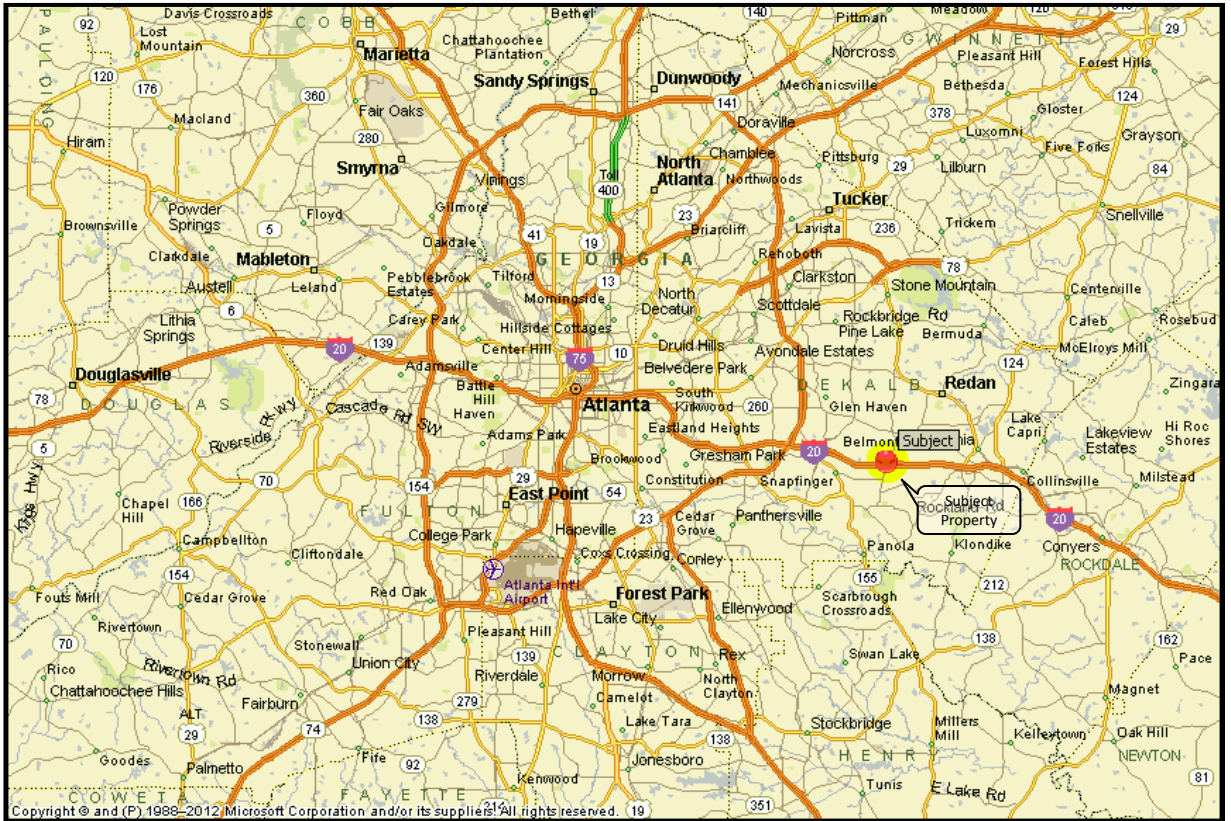 92
Davis Crossroads
COBB
Bethel
140
Pittman
Meadow
29
PAULDING
Lost
Mountain
Marietta
Chattahoochee
Plantation
Norcross
GWINNETT
Pleasant Hill
Forest Hills
120
176
360
Sandy Springs
Dunwoody
Mechanicsville
Bethesda
124
Fair Oaks
141
Gloster
Macland
280
Doraville
378
Luxomni
Grayson
Hiram
Smyrna
North
Atlanta
Chamblee
Pittsburg
29
Lilburn
Five Forks
84
Vinings
Toll
400
Northwoods
Powder
Springs
Floyd
Gilmore
23
Tucker
Snellville
Brownsville
5
41
19
Briarcliff
Lavista
236
Trickem
Oakdale
Clarkdale
Mableton
GEORGIA
Rehoboth
78
Austell
Leland
Pebblebrook
Estates
Tilford
13
Clarkston
Stone Mountain
Centerville
6
Morningside
North
Decatur
Scottdale
Lithia
Springs
Carey Park
Hillside Cottages
Rockbridge Rd
Pine Lake
Bermuda
Caleb
Rosebud
20
139
Center Hill
75
10
Druid Hills
Avondale Estates
124
McElroys Mill
Adamsville
Belvedere Park
Douglasville
Battle
Hill
Haven
Atlanta
South
Kirkwood
DEKALB
Redan
Zingara
78
DOUGLAS
260
Glen Haven
Lake
Capri
5
Riverside Pkwy
Cascade Rd SW
Adams Park
Eastland Heights
Belmont
Subject
Lakeview
Estates
Hi Roc
Shores
Brookwood
Gresham Park
20
70
154
29
Constitution
Snapfinger
Collinsville
Milstead
Chapel
Hill
166
East Point
54
Subject
Property
Rockland Rd
FULTON
23
Cedar
Grove
Panthersville
20
Campbellton
College Park
Hapeville
Panola
Klondike
Conyers
Cliftondale
Coxs Crossing
Conley
ROCKDALE
154
Atlanta Int'l
Airport
155
212
Fouts Mill
Cedar Grove
Red Oak
Forest Park
Scarbrough
Crossroads
Rivertown
Lake City
Ellenwood
Stonewall
Pleasant Hill
138
162
70
CLAYTON
Rico
Rivertown Rd
Union City
139
Rex
Swan Lake
Pace
Chattahoochee Hills
Riverdale
Morrow
North
Clayton
Magnet
Fairburn
279
Camelot
ALT
29
74
138
Lake Tara
Stockbridge
Millers
Mill
Oak Hill
138
Kelleytown
Goodes
Fife
92
Jonesboro
HENR
NEWTON
Palmetto
Kenwood
Tunis
81
COWET
FAYETTE
E Lake Rd
314
19
351
Copyright © and (P) 1988–2012 Microsoft Corporation and/or its suppliers. All rights reserved.